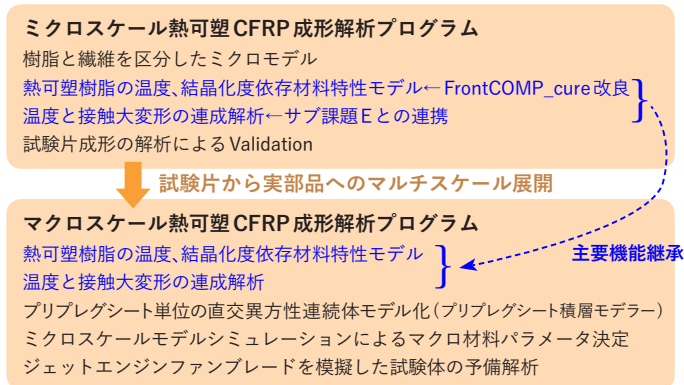 ミクロスケール熱可塑CFRP成形解析プログラム
樹脂と繊維を区分したミクロモデル
熱可塑樹脂の温度、結晶化度依存材料特性モデル←FrontCOMP_cure改良
温度と接触大変形の連成解析←サブ課題Eとの連携
試験片成形の解析によるValidation
試験片から実部品へのマルチスケール展開
マクロスケール熱可塑CFRP成形解析プログラム
熱可塑樹脂の温度、結晶化度依存材料特性モデル
温度と接触大変形の連成解析
主要機能継承
プリプレグシート単位の直交異方性連続体モデル化（プリプレグシート積層モデラー）
ミクロスケールモデルシミュレーションによるマクロ材料パラメータ決定
ジェットエンジンファンブレードを模擬した試験体の予備解析